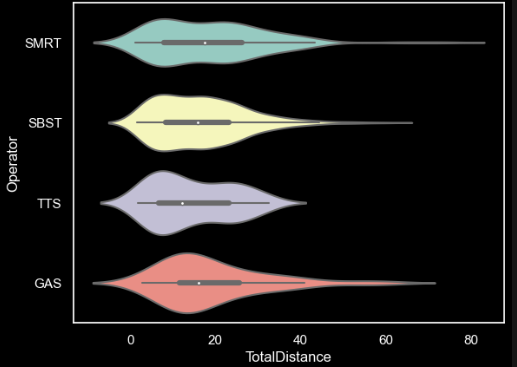 Operator
SMRT
SBST
TTS
GAS
0 20 40 60 80
TotalDistance